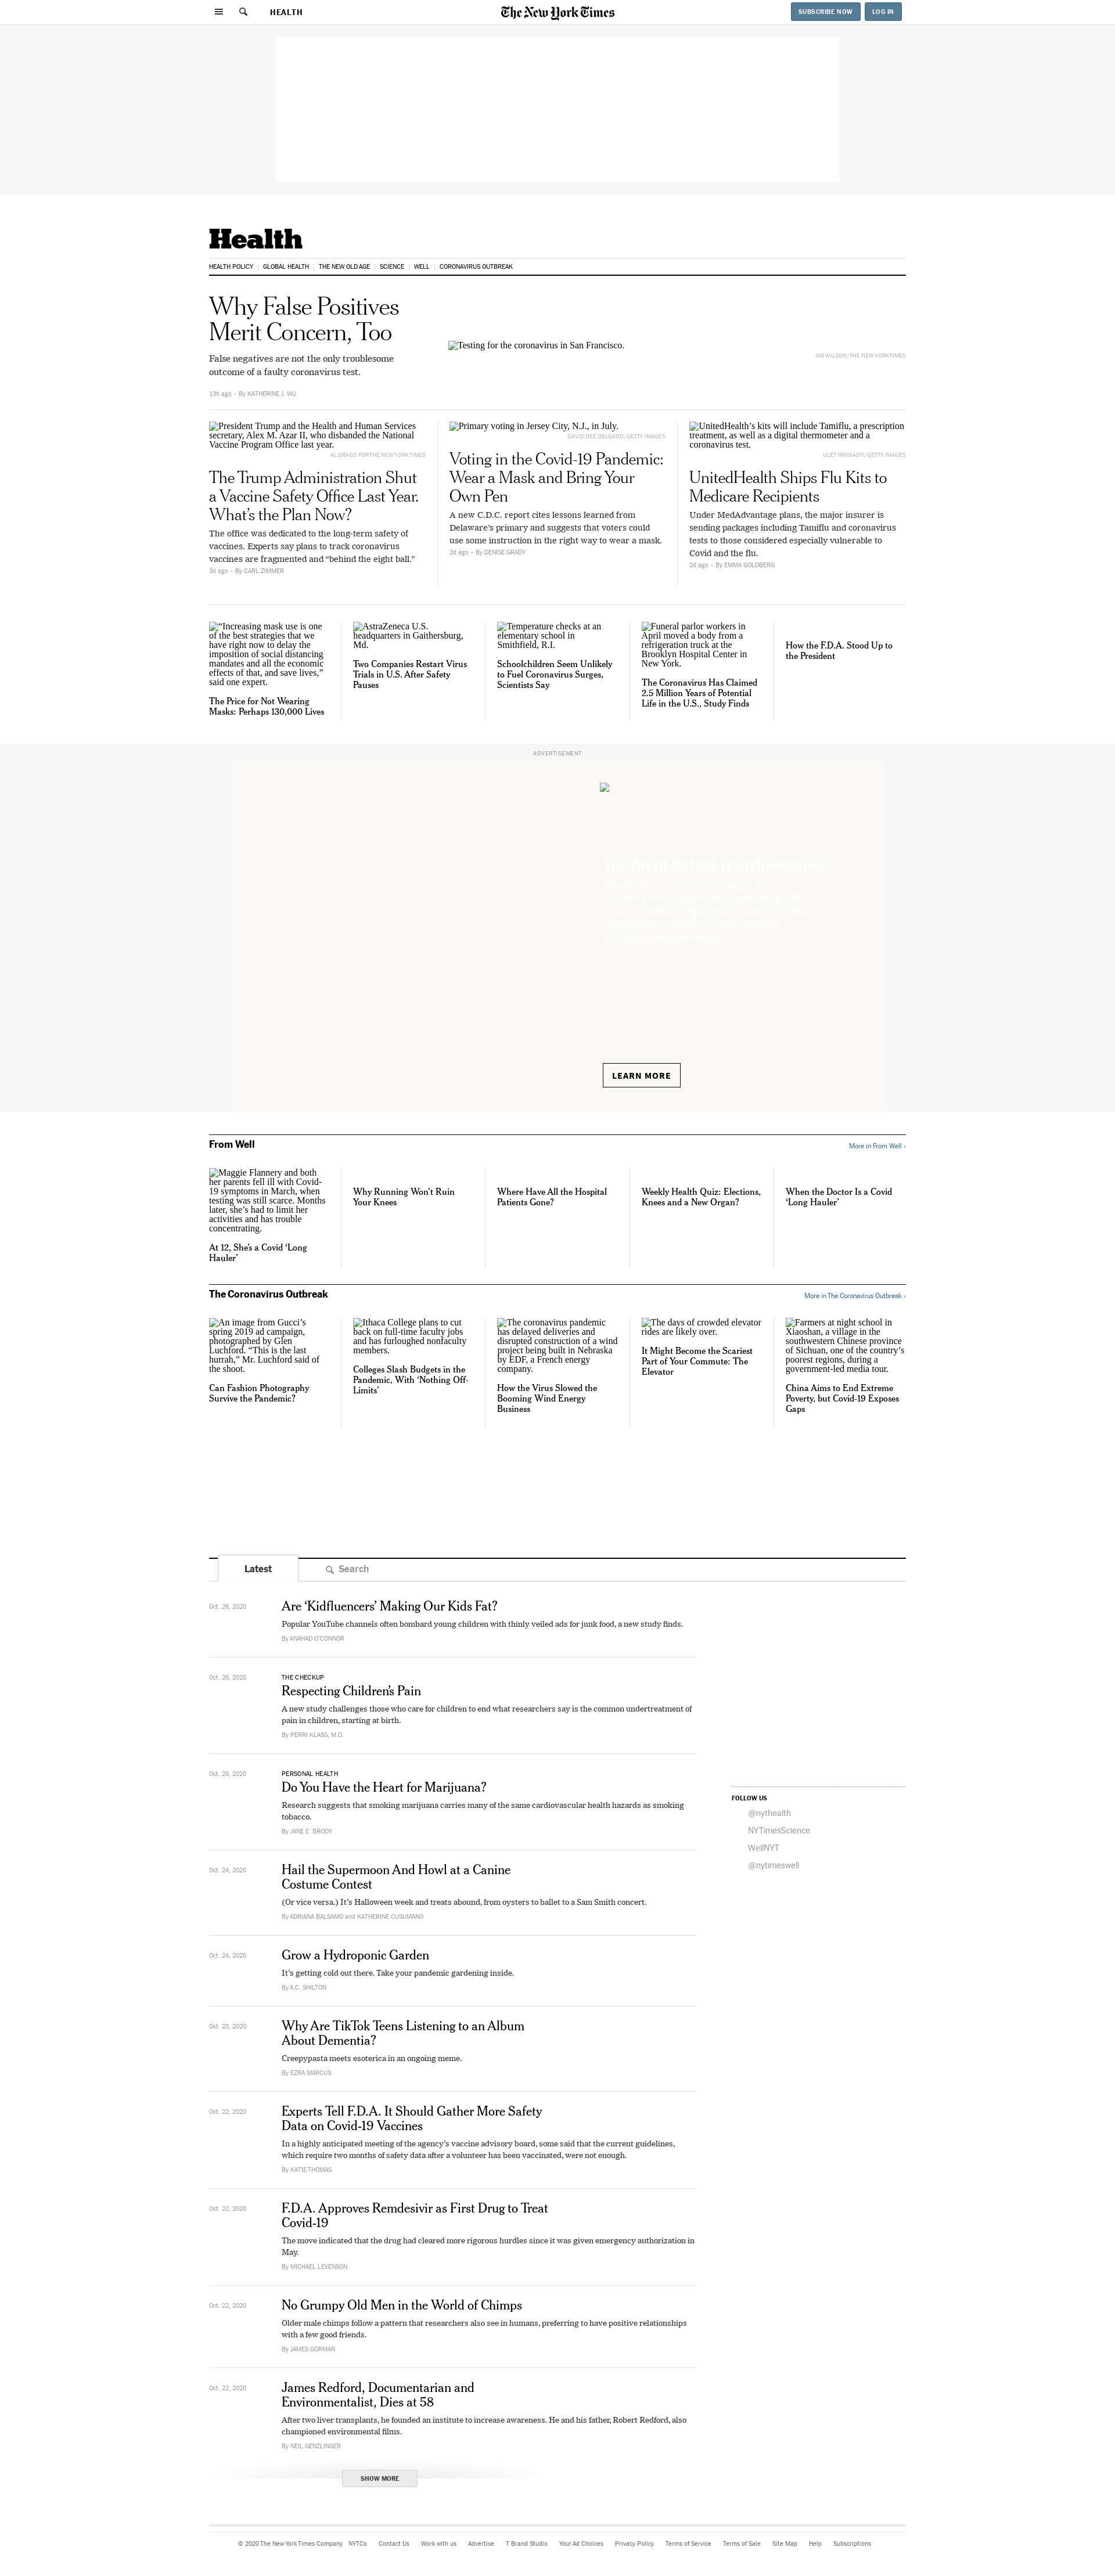 HEALTH
The New York Times
SUBSCRIBE NOW
LOG IN
Health
HEALTH POLICY
GLOBAL HEALTH
THE NEW OLD AGE
SCIENCE
WELL
CORONAVIRUS OUTBREAK
Why False Positives
Merit Concern, Too
False negatives are not the only troublesome
outcome of a faulty coronavirus test.
13h ago • By KATHERINE J. WU
Testing for the coronavirus in San Francisco.
JIM WILSON/THE NEW YORK TIMES
President Trump and the Health and Human Services
secretary, Alex M. Azar II, who disbanded the National
Vaccine Program Office last year.
AL DRAGO FOR THE NEW YORK TIMES
The Trump Administration Shut
a Vaccine Safety Office Last Year.
What’s the Plan Now?
The office was dedicated to the long-term safety of
vaccines. Experts say plans to track coronavirus
vaccines are fragmented and “behind the eight ball.”
3d ago • By CARL ZIMMER
Primary voting in Jersey City, N.J., in July.
DAVID DEE DELGADO/GETTY IMAGES
Voting in the Covid-19 Pandemic:
Wear a Mask and Bring Your
Own Pen
A new C.D.C. report cites lessons learned from
Delaware’s primary and suggests that voters could
use some instruction in the right way to wear a mask.
2d ago • By DENISE GRADY
UnitedHealth’s kits will include Tamiflu, a prescription
treatment, as well as a digital thermometer and a
coronavirus test.
ULET IFANSASTI/GETTY IMAGES
UnitedHealth Ships Flu Kits to
Medicare Recipients
Under MedAdvantage plans, the major insurer is
sending packages including Tamiflu and coronavirus
tests to those considered especially vulnerable to
Covid and the flu.
2d ago • By EMMA GOLDBERG
“Increasing mask use is one
of the best strategies that we
have right now to delay the
imposition of social distancing
mandates and all the economic
effects of that, and save lives,”
said one expert.
The Price for Not Wearing
Masks: Perhaps 130,000 Lives
AstraZeneca U.S.
headquarters in Gaithersburg,
Md.
Two Companies Restart Virus
Trials in U.S. After Safety
Pauses
Temperature checks at an
elementary school in
Smithfield, R.I.
Schoolchildren Seem Unlikely
to Fuel Coronavirus Surges,
Scientists Say
Funeral parlor workers in
April moved a body from a
refrigeration truck at the
Brooklyn Hospital Center in
New York.
The Coronavirus Has Claimed
2.5 Million Years of Potential
Life in the U.S., Study Finds
How the F.D.A. Stood Up to
the President
ADVERTISEMENT
The Art of Virtual Transformation
LEARN MORE
From Well
More in From Well ›
Maggie Flannery and both
her parents fell ill with Covid-
19 symptoms in March, when
testing was still scarce. Months
later, she’s had to limit her
activities and has trouble
concentrating.
At 12, She’s a Covid ‘Long
Hauler’
Why Running Won’t Ruin
Your Knees
Where Have All the Hospital
Patients Gone?
Weekly Health Quiz: Elections,
Knees and a New Organ?
When the Doctor Is a Covid
‘Long Hauler’
The Coronavirus Outbreak
More in The Coronavirus Outbreak ›
An image from Gucci’s
spring 2019 ad campaign,
photographed by Glen
Luchford. “This is the last
hurrah,” Mr. Luchford said of
the shoot.
Can Fashion Photography
Survive the Pandemic?
Ithaca College plans to cut
back on full-time faculty jobs
and has furloughed nonfaculty
members.
Colleges Slash Budgets in the
Pandemic, With ‘Nothing Off-
Limits’
The coronavirus pandemic
has delayed deliveries and
disrupted construction of a wind
project being built in Nebraska
by EDF, a French energy
company.
How the Virus Slowed the
Booming Wind Energy
Business
The days of crowded elevator
rides are likely over.
It Might Become the Scariest
Part of Your Commute: The
Elevator
Farmers at night school in
Xiaoshan, a village in the
southwestern Chinese province
of Sichuan, one of the country’s
poorest regions, during a
government-led media tour.
China Aims to End Extreme
Poverty, but Covid-19 Exposes
Gaps
Latest
Search
Oct. 26, 2020
Are ‘Kidfluencers’ Making Our Kids Fat?
Popular YouTube channels often bombard young children with thinly veiled ads for junk food, a new study finds.
By ANAHAD O’CONNOR
Oct. 26, 2020
THE CHECKUP
Respecting Children’s Pain
A new study challenges those who care for children to end what researchers say is the common undertreatment of
pain in children, starting at birth.
By PERRI KLASS, M.D.
Oct. 26, 2020
PERSONAL HEALTH
Do You Have the Heart for Marijuana?
Research suggests that smoking marijuana carries many of the same cardiovascular health hazards as smoking
tobacco.
By JANE E. BRODY
FOLLOW US
@nythealth
NYTimesScience
WellNYT
@nytimeswell
Oct. 24, 2020
Hail the Supermoon And Howl at a Canine
Costume Contest
(Or vice versa.) It’s Halloween week and treats abound, from oysters to ballet to a Sam Smith concert.
By ADRIANA BALSAMO and KATHERINE CUSUMANO
Oct. 24, 2020
Grow a Hydroponic Garden
It’s getting cold out there. Take your pandemic gardening inside.
By A.C. SHILTON
Oct. 23, 2020
Why Are TikTok Teens Listening to an Album
About Dementia?
Creepypasta meets esoterica in an ongoing meme.
By EZRA MARCUS
Oct. 22, 2020
Experts Tell F.D.A. It Should Gather More Safety
Data on Covid-19 Vaccines
In a highly anticipated meeting of the agency’s vaccine advisory board, some said that the current guidelines,
which require two months of safety data after a volunteer has been vaccinated, were not enough.
By KATIE THOMAS
Oct. 22, 2020
F.D.A. Approves Remdesivir as First Drug to Treat
Covid-19
The move indicated that the drug had cleared more rigorous hurdles since it was given emergency authorization in
May.
By MICHAEL LEVENSON
Oct. 22, 2020
No Grumpy Old Men in the World of Chimps
Older male chimps follow a pattern that researchers also see in humans, preferring to have positive relationships
with a few good friends.
By JAMES GORMAN
Oct. 22, 2020
James Redford, Documentarian and
Environmentalist, Dies at 58
After two liver transplants, he founded an institute to increase awareness. He and his father, Robert Redford, also
championed environmental films.
By NEIL GENZLINGER
SHOW MORE
© 2020 The New York Times Company NYTCo Contact Us Work with us Advertise T Brand Studio Your Ad Choices Privacy Policy Terms of Service Terms of Sale Site Map Help Subscriptions